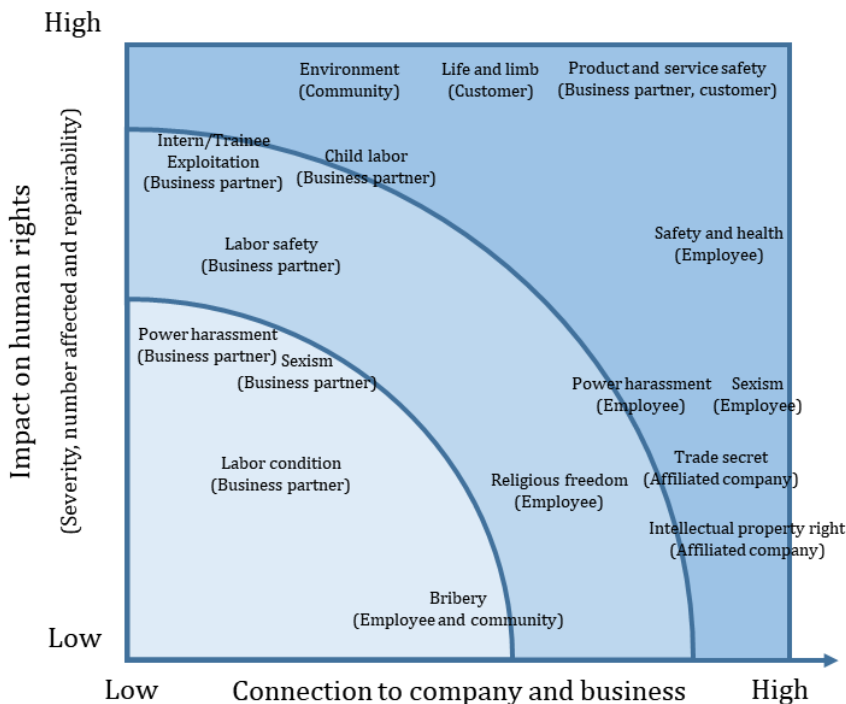 High
Environment
(Community)
Life and limb
(Customer)
Product and service safety
(Business partner, customer)
Intern/Trainee
Exploitation
(Business partner)
Child labor
(Business partner)
Labor safety
(Business partner)
Safety and health
(Employee)
Power harassment
(Business partner)
Sexism
(Business partner)
Power harassment
(Employee)
Sexism
(Employee)
Labor condition
(Business partner)
Religious freedom
(Employee)
Trade secret
(Affiliated company)
Intellectual property right
(Affiliated company)
Bribery
(Employee and community)
Impact on human rights
(Severity, number affected and repairability)
Low
Low
Connection to company and business
High